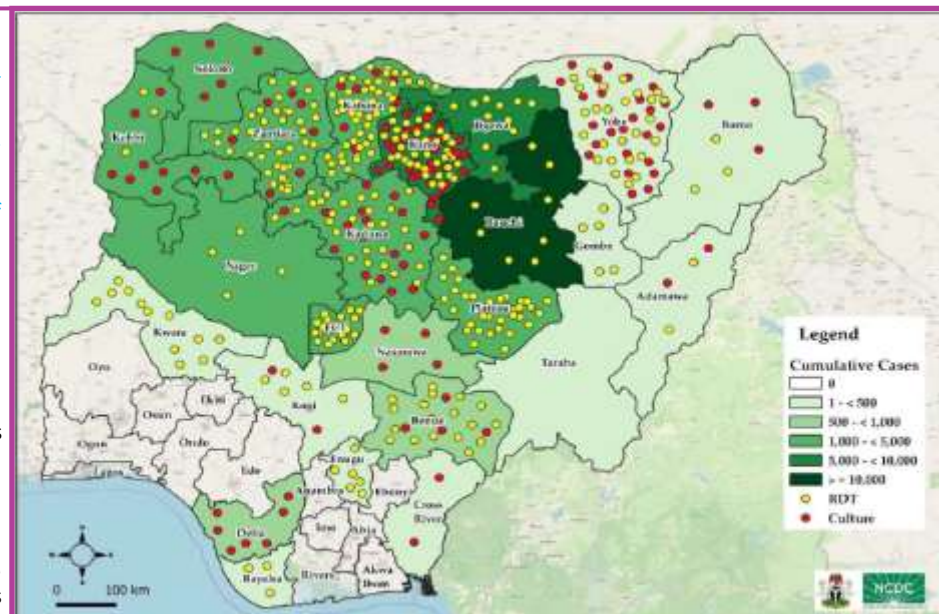 Sokoto
Kebbi
Zamfara
Katsina
Kano
Jigawa
Yobe
Borno
Bauchi
Kaduna
Gombe
Niger
Adamawa
Plateau
FCT
Kwara
Nasarawa
Taraba
Oyo
Kogi
Benue
Ekiti
Osun
Ogun
Ondo
Lagos
Edo
Enugu
Anambra
Ebonyi
Cross
River
Delta
Imo
Abia
Bayelsa
Rivers
Akwa
Ibom
Legend
Cumulative Cases
0
1 - < 500
500 - < 1,000
1,000 - < 5,000
5,000 - < 10,000
> = 10,000
RDT
Culture
0 100 km
NCDC